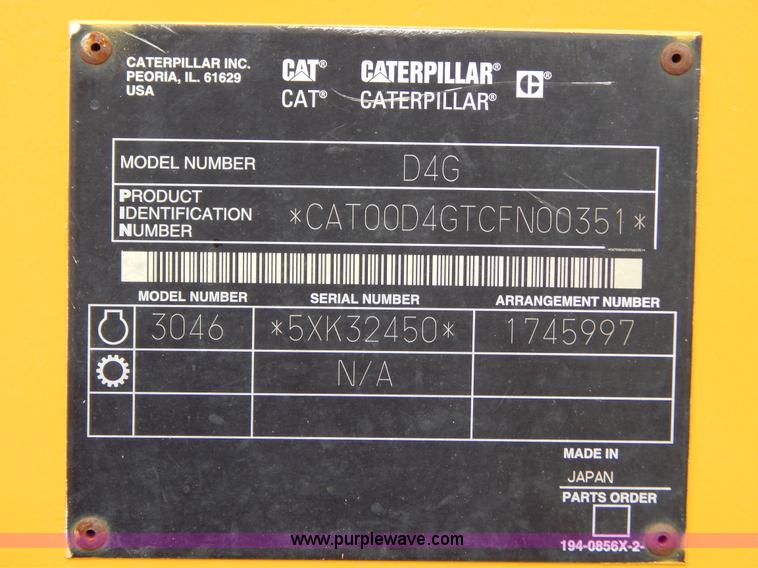 CATERPILLAR INC.
PEORIA, IL. 61629
USA
CAT® CATERPILLAR® C®
CAT® CATERPILLAR®
MODEL NUMBER D4G
PRODUCT
IDENTIFICATION
NUMBER *CAT00D4GTCFN00351*
MODEL NUMBER SERIAL NUMBER ARRANGEMENT NUMBER
3046 *5XK32450* 1745997
N/A
MADE IN
JAPAN
PARTS ORDER
194-0856X-2-
www.purplewave.com